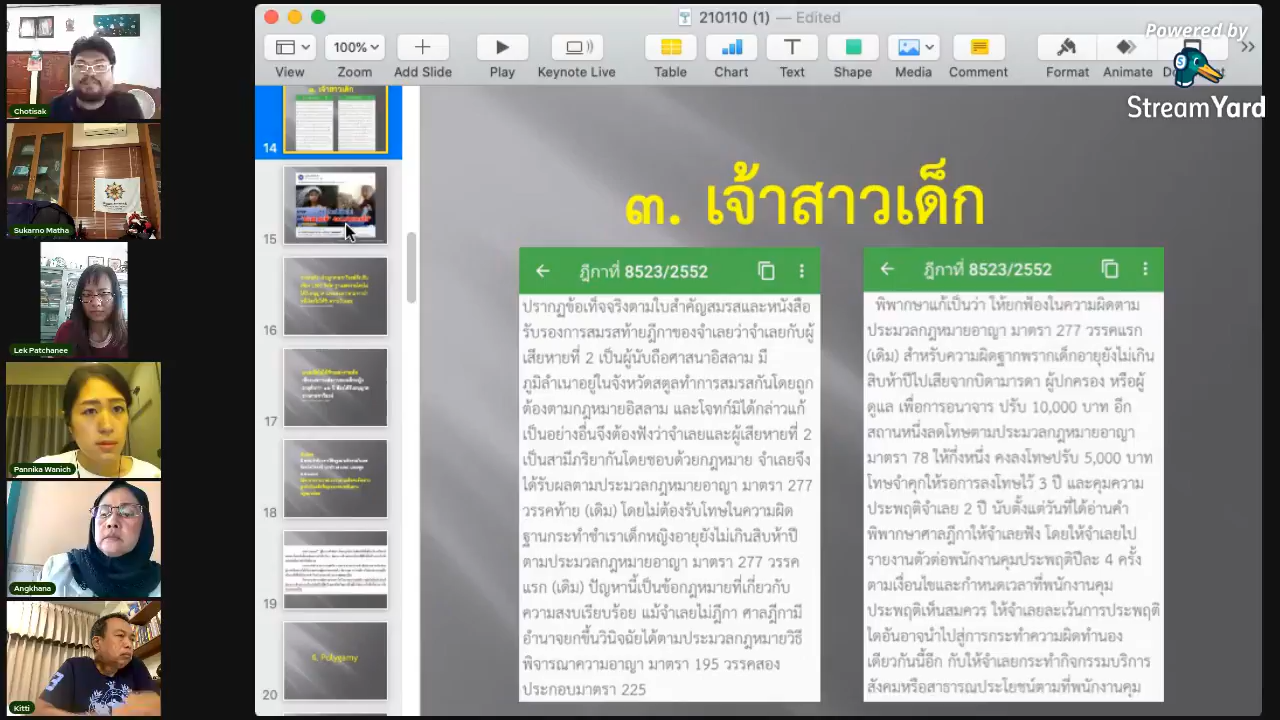 210110 (1) — Edited
Powered by
StreamYard
100%
View Zoom Add Slide Play Keynote Live Table Chart Text Shape Media Comment Format Animate
Chotisak
Sukarno Matha
Lek Patchanee
Pannika Wanich
Angkhana
Kitti
14
15
16
17
18
19
20
๓. เจ้าสาวเด็ก
6. Polygamy
๓. เจ้าสาวเด็ก
ฎีกาที่ 8523/2552
ปรากฏข้อเท็จจริงตามใบสำคัญสมรสและหนังสือ
รับรองการสมรสท้ายฎีกาของจำเลยว่าจำเลยกับผู้
เสียหายที่ 2 เป็นผู้นับถือศาสนาอิสลาม มี
ภูมิลำเนาอยู่ในจังหวัดสตูลทำการสมรสกันโดยถูก
ต้องตามกฎหมายอิสลาม และโจทก์มิได้กล่าวแก้
เป็นอย่างอื่นจึงต้องฟังว่าจำเลยและผู้เสียหายที่ 2
เป็นสามีภริยากันโดยชอบด้วยกฎหมาย จำเลยจึง
ได้รับผลตามประมวลกฎหมายอาญา มาตรา 277
วรรคท้าย (เดิม) โดยไม่ต้องรับโทษในความผิด
ฐานกระทำชำเราเด็กหญิงอายุยังไม่เกินสิบห้าปี
ตามประมวลกฎหมายอาญา มาตรา 277 วรรค
แรก (เดิม) ปัญหานี้เป็นข้อกฎหมายที่เกี่ยวกับ
ความสงบเรียบร้อย แม้จำเลยไม่ฎีกา ศาลฎีกามี
อำนาจยกขึ้นวินิจฉัยได้ตามประมวลกฎหมายวิธี
พิจารณาความอาญา มาตรา 195 วรรคสอง
ประกอบมาตรา 225
ฎีกาที่ 8523/2552
พิพากษาแก้เป็นว่า ให้ยกฟ้องในความผิดตาม
ประมวลกฎหมายอาญา มาตรา 277 วรรคแรก
(เดิม) สำหรับความผิดฐานพรากเด็กอายุยังไม่เกิน
สิบห้าปีไปเสียจากบิดามารดา ผู้ปกครอง หรือผู้
ดูแล เพื่อการอนาจาร ปรับ 10,000 บาท อีก
สถานหนึ่งลดโทษตามประมวลกฎหมายอาญา
มาตรา 78 ให้กึ่งหนึ่ง คงลงโทษปรับ 5,000 บาท
โทษจำคุกให้รอการลงโทษไว้ 3 ปี และคุมความ
ประพฤติจำเลย 2 ปี นับตั้งแต่วันที่ได้อ่านคำ
พิพากษาศาลฎีกาให้จำเลยฟัง โดยให้จำเลยไป
รายงานตัวต่อพนักงานคุมประพฤติปีละ 4 ครั้ง
ตามเงื่อนไขและกำหนดเวลาที่พนักงานคุม
ประพฤติเห็นสมควร ให้จำเลยละเว้นการประพฤติ
ใดอันอาจนำไปสู่การกระทำความผิดทำนอง
เดียวกันนี้อีก กับให้จำเลยกระทำกิจกรรมบริการ
สังคมหรือสาธารณประโยชน์ตามที่พนักงานคุม